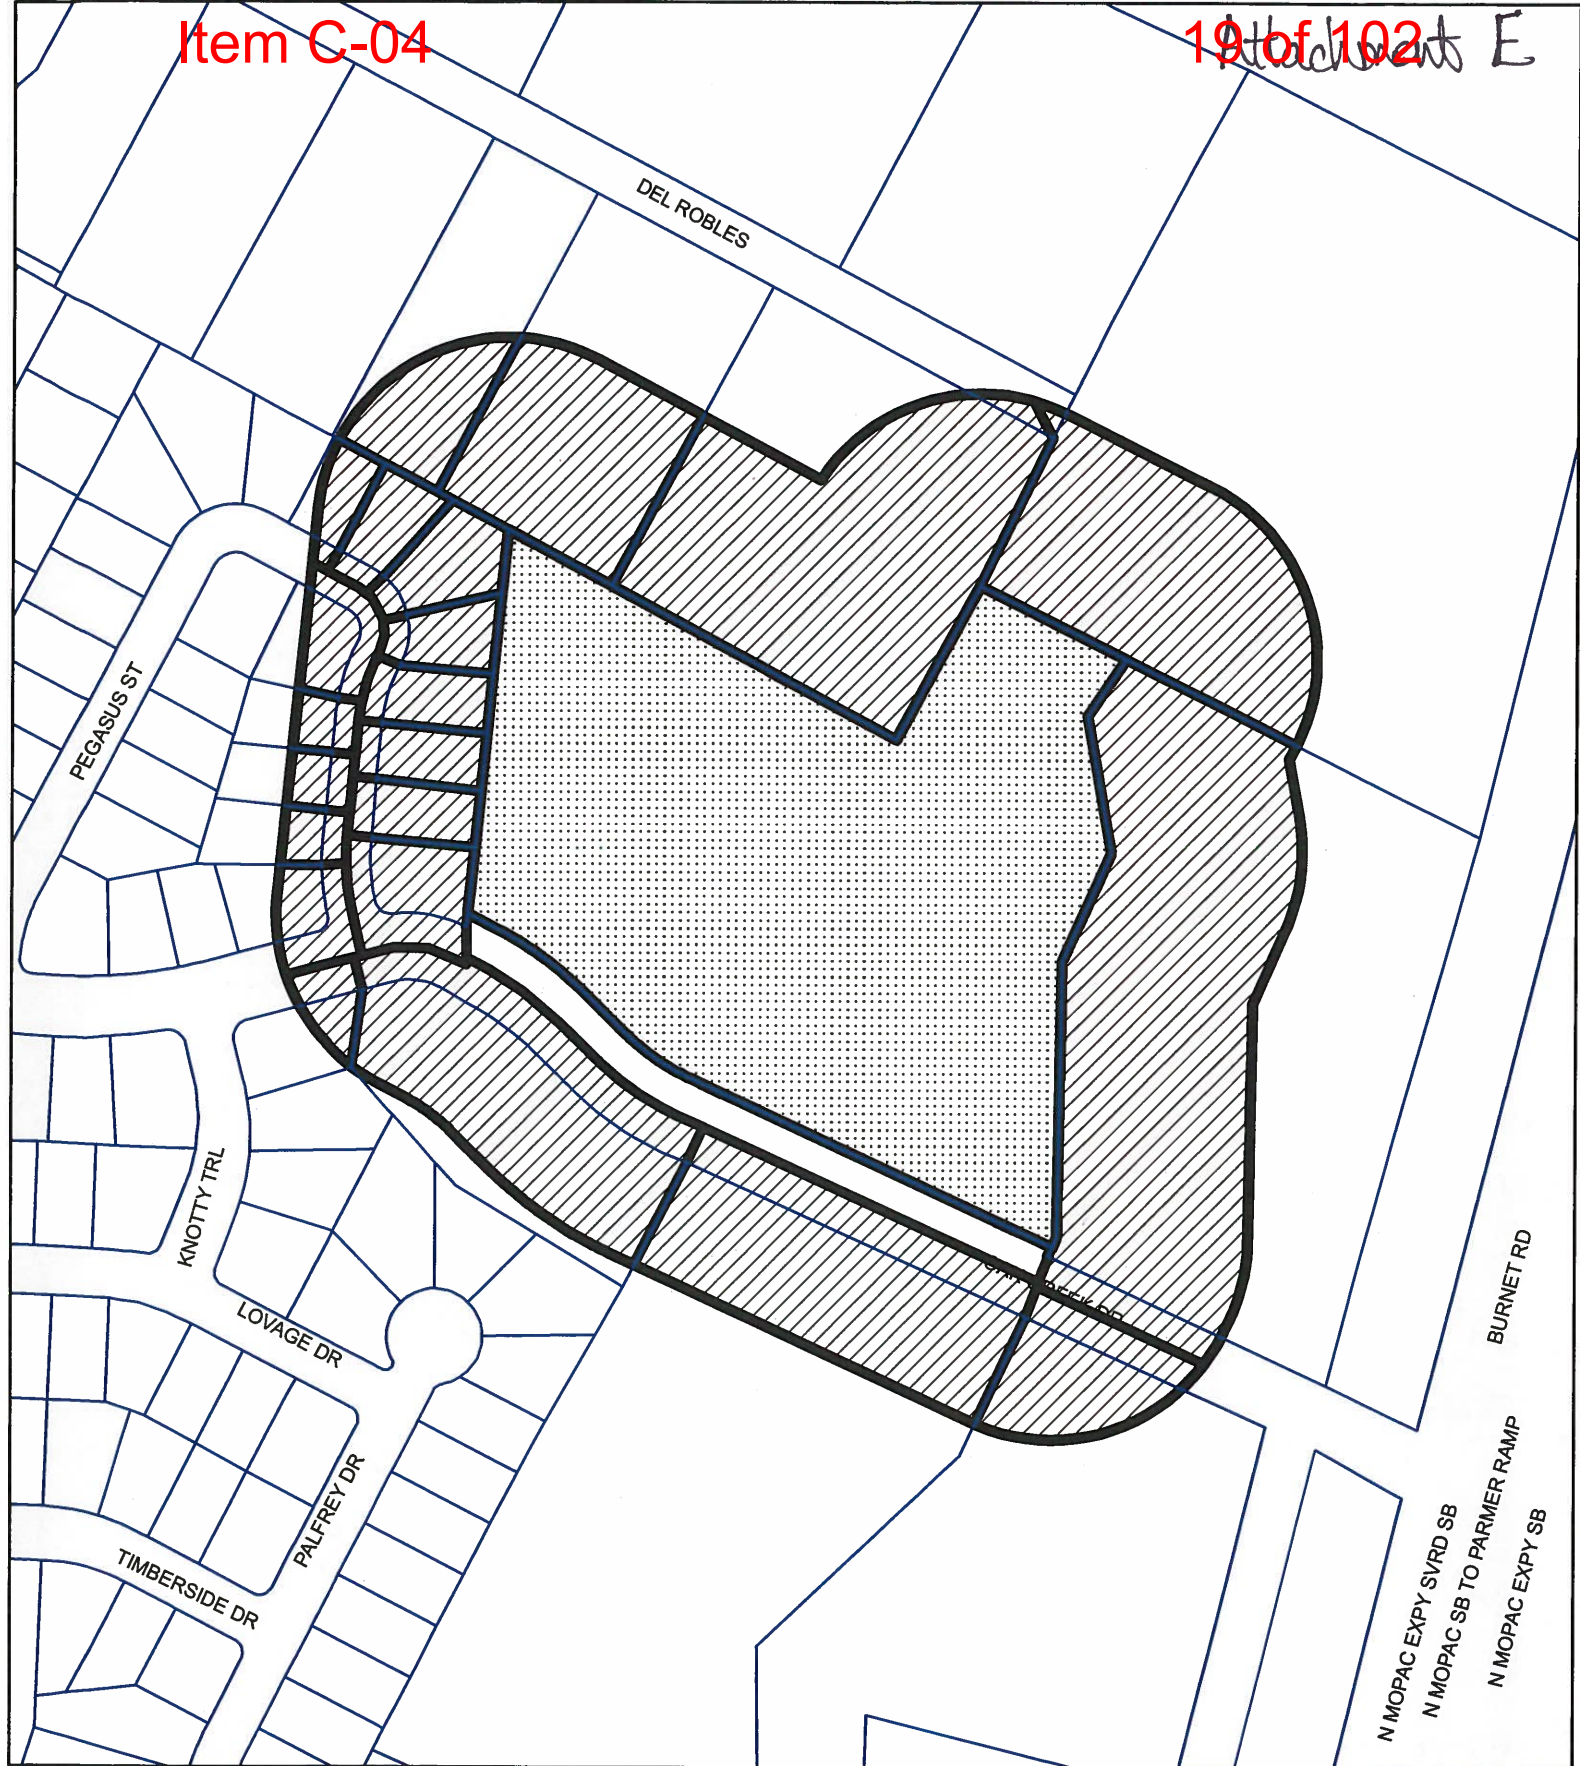 Item C-04
19 of 102
Attachment E
DEL ROBLES
PEGASUS ST
KNOTTY TRL
LOVAGE DR
PALFREY DR
TIMBERSIDE DR
BURNET RD
N MOPAC EXPY SVRD SB
N MOPAC SB TO PARMER RAMP
N MOPAC EXPY SB